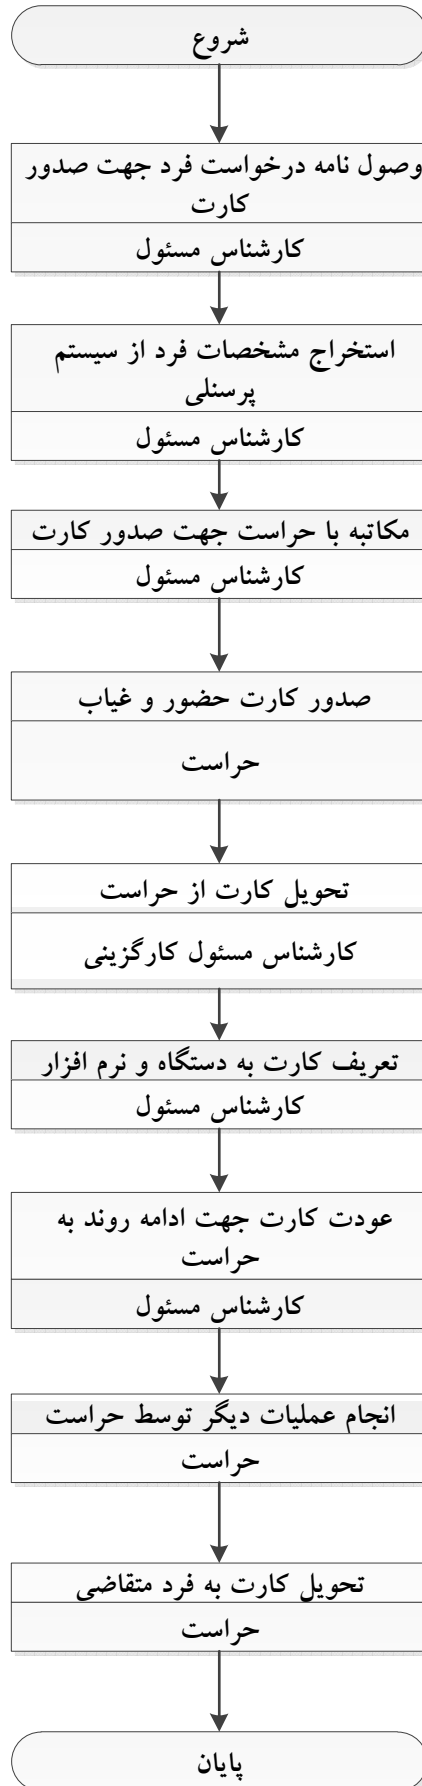 شروع
وصول نامه درخواست فرد جهت صدور
کارت
کارشناس مسئول
استخراج مشخصات فرد از سیستم
پرسنلی
کارشناس مسئول
مکاتبه با حراست جهت صدور کارت
کارشناس مسئول
صدور کارت حضور و غیاب
حراست
تحویل کارت از حراست
کارشناس مسئول کارگزینی
تعریف کارت به دستگاه و نرم افزار
کارشناس مسئول
عودت کارت جهت ادامه روند به
حراست
کارشناس مسئول
انجام عملیات دیگر توسط حراست
حراست
تحویل کارت به فرد متقاضی
حراست
پایان